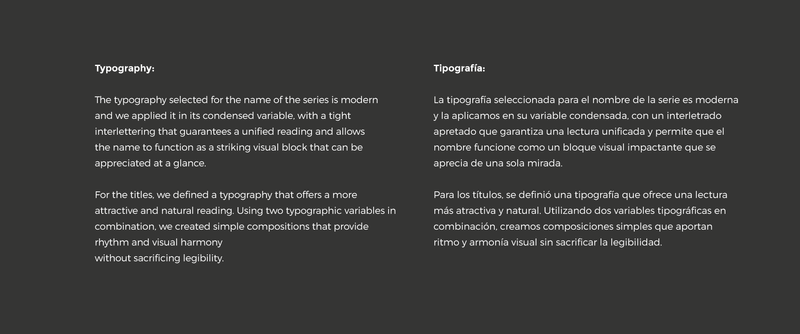 Typography:
The typography selected for the name of the series is modern
and we applied it in its condensed variable, with a tight
interlettering that guarantees a unified reading and allows
the name to function as a striking visual block that can be
appreciated at a glance.
For the titles, we defined a typography that offers a more
attractive and natural reading. Using two typographic variables in
combination, we created simple compositions that provide
rhythm and visual harmony
without sacrificing legibility.
Tipografía:
La tipografía seleccionada para el nombre de la serie es moderna
y la aplicamos en su variable condensada, con un interletrado
apretado que garantiza una lectura unificada y permite que el
nombre funcione como un bloque visual impactante que se
aprecia de una sola mirada.
Para los títulos, se definió una tipografía que ofrece una lectura
más atractiva y natural. Utilizando dos variables tipográficas en
combinación, creamos composiciones simples que aportan
ritmo y armonía visual sin sacrificar la legibilidad.